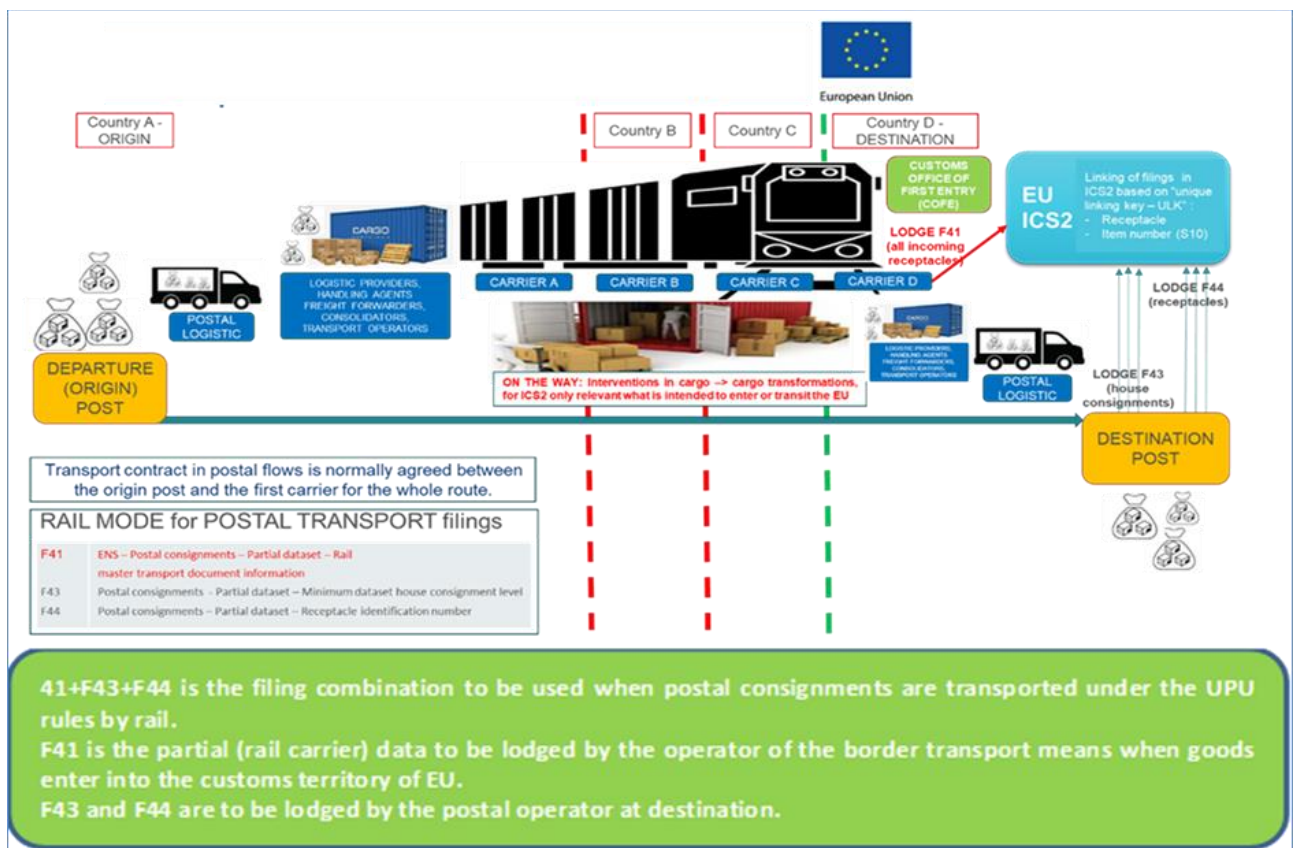 European Union
Country A -
ORIGIN
Country B
Country C
Country D -
DESTINATION
CUSTOMS
OFFICE OF
FIRST ENTRY
(COFE)
EU
ICS2
Linking of filings in
ICS2 based on "unique
linking key – ULK" :
- Receptacle
- Item number (S10)
CARGO
LODGE F41
(all incoming
receptacles)
LOGISTIC PROVIDERS,
HANDLING AGENTS
FREIGHT FORWARDERS,
CONSOLIDATORS,
TRANSPORT OPERATORS
CARRIER A
CARRIER B
CARRIER C
CARRIER D
LODGE F44
(receptacles)
POSTAL
LOGISTIC
CARGO
LOGISTIC PROVIDERS,
HANDLING AGENTS
FREIGHT FORWARDERS,
CONSOLIDATORS,
TRANSPORT OPERATORS
POSTAL
LOGISTIC
LODGE F43
(house
consignments)
DEPARTURE
(ORIGIN)
POST
ON THE WAY: Interventions in cargo –> cargo transformations,
for ICS2 only relevant what is intended to enter or transit the EU
DESTINATION
POST
Transport contract in postal flows is normally agreed between
the origin post and the first carrier for the whole route.
RAIL MODE for POSTAL TRANSPORT filings
F41 ENS – Postal consignments – Partial dataset – Rail
master transport document information
F43 Postal consignments - Partial dataset – Minimum dataset house consignment level
F44 Postal consignments – Partial dataset – Receptacle identification number
41+F43+F44 is the filing combination to be used when postal consignments are transported under the UPU
rules by rail.
F41 is the partial (rail carrier) data to be lodged by the operator of the border transport means when goods
enter into the customs territory of EU.
F43 and F44 are to be lodged by the postal operator at destination.